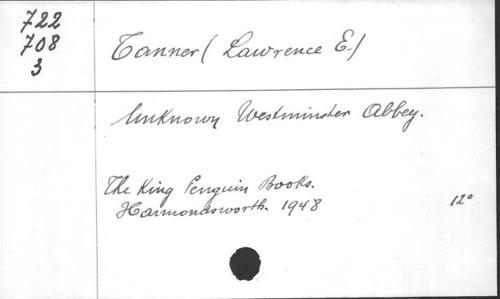 722
708
3
Tanner (Lawrence E.)
Unknown Westminster Abbey.
The King Penguin Books.
Harmondsworth. 1948
12°